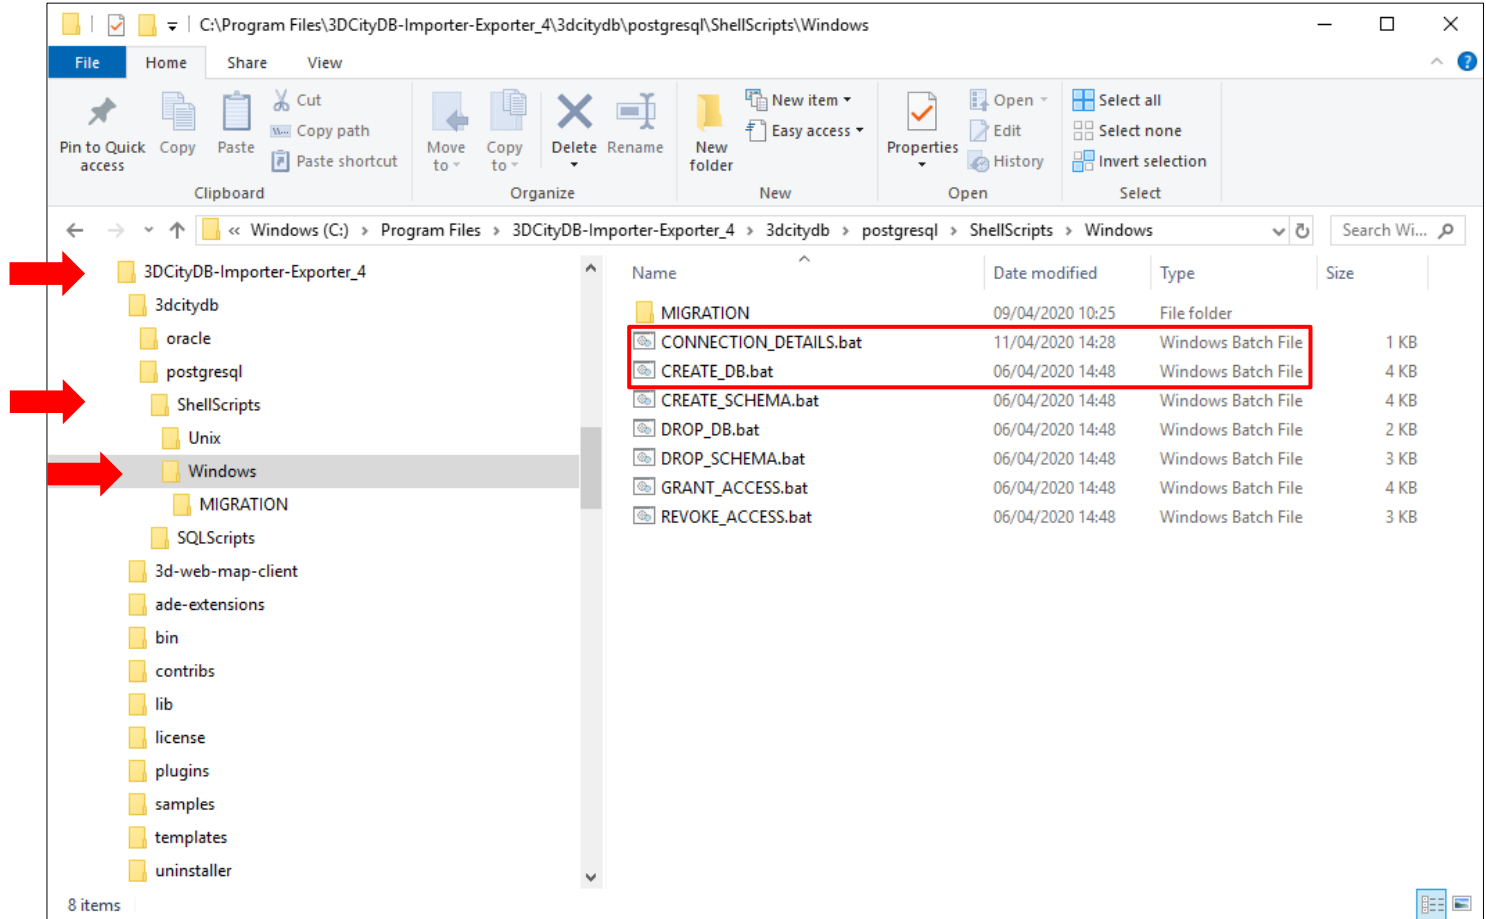 C:\Program Files\3DCityDB-Importer-Exporter_4\3dcitydb\postgresql\ShellScripts\Windows
File Home Share View
Pin to Quick access
Copy
Paste
Cut
Copy path
Paste shortcut
Clipboard
Move to
Copy to
Delete
Rename
Organize
New folder
New item
Easy access
New
Properties
Open
Edit
History
Open
Select all
Select none
Invert selection
Select
« Windows (C:) > Program Files > 3DCityDB-Importer-Exporter_4 > 3dcitydb > postgresql > ShellScripts > Windows
Search Wi...
3DCityDB-Importer-Exporter_4
3dcitydb
oracle
postgresql
ShellScripts
Unix
Windows
MIGRATION
SQLScripts
3d-web-map-client
ade-extensions
bin
contribs
lib
license
plugins
samples
templates
uninstaller
Name Date modified Type Size
MIGRATION 09/04/2020 10:25 File folder
CONNECTION_DETAILS.bat 11/04/2020 14:28 Windows Batch File 1 KB
CREATE_DB.bat 06/04/2020 14:48 Windows Batch File 4 KB
CREATE_SCHEMA.bat 06/04/2020 14:48 Windows Batch File 4 KB
DROP_DB.bat 06/04/2020 14:48 Windows Batch File 2 KB
DROP_SCHEMA.bat 06/04/2020 14:48 Windows Batch File 3 KB
GRANT_ACCESS.bat 06/04/2020 14:48 Windows Batch File 4 KB
REVOKE_ACCESS.bat 06/04/2020 14:48 Windows Batch File 3 KB
8 items